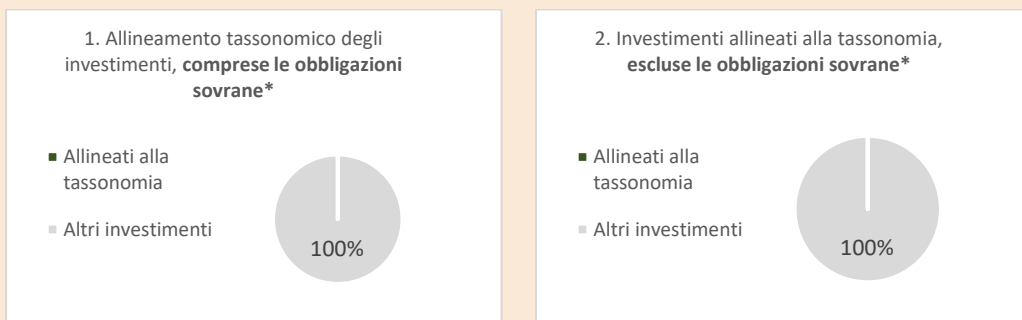 1. Allineamento tassonomico degli
investimenti, comprese le obbligazioni
sovrane*
Allineati alla
tassonomia
Altri investimenti
100%
2. Investimenti allineati alla tassonomia,
escluse le obbligazioni sovrane*
Allineati alla
tassonomia
Altri investimenti
100%